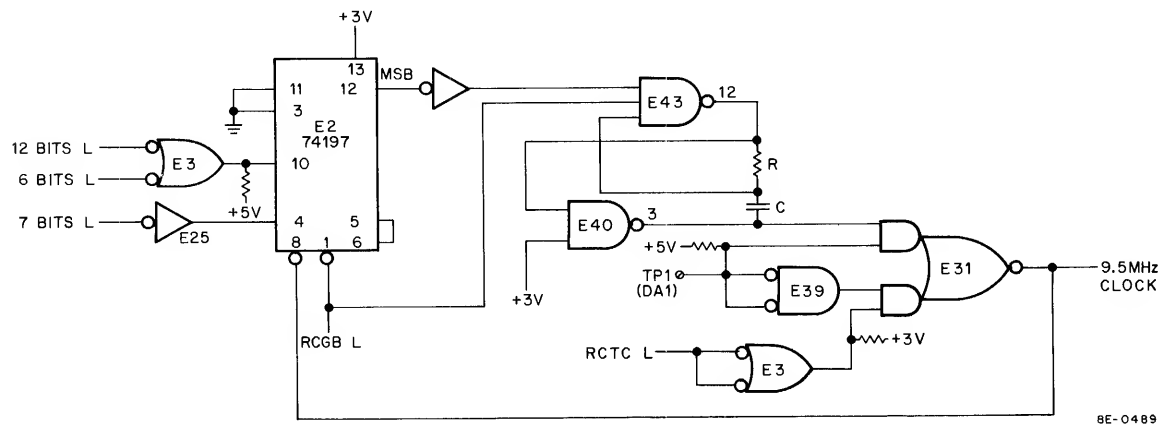 +3V
13
11
12
MSB
3
E2
74197
12 BITS L
E3
10
6 BITS L
+5V
7 BITS L
E25
4
5
8
1
6
RCGB L
E43
12
R
C
E40
3
+3V
+5V
TP1
(DA1)
E39
E31
9.5MHz
CLOCK
RCTC L
E3
+3V
8E-0489